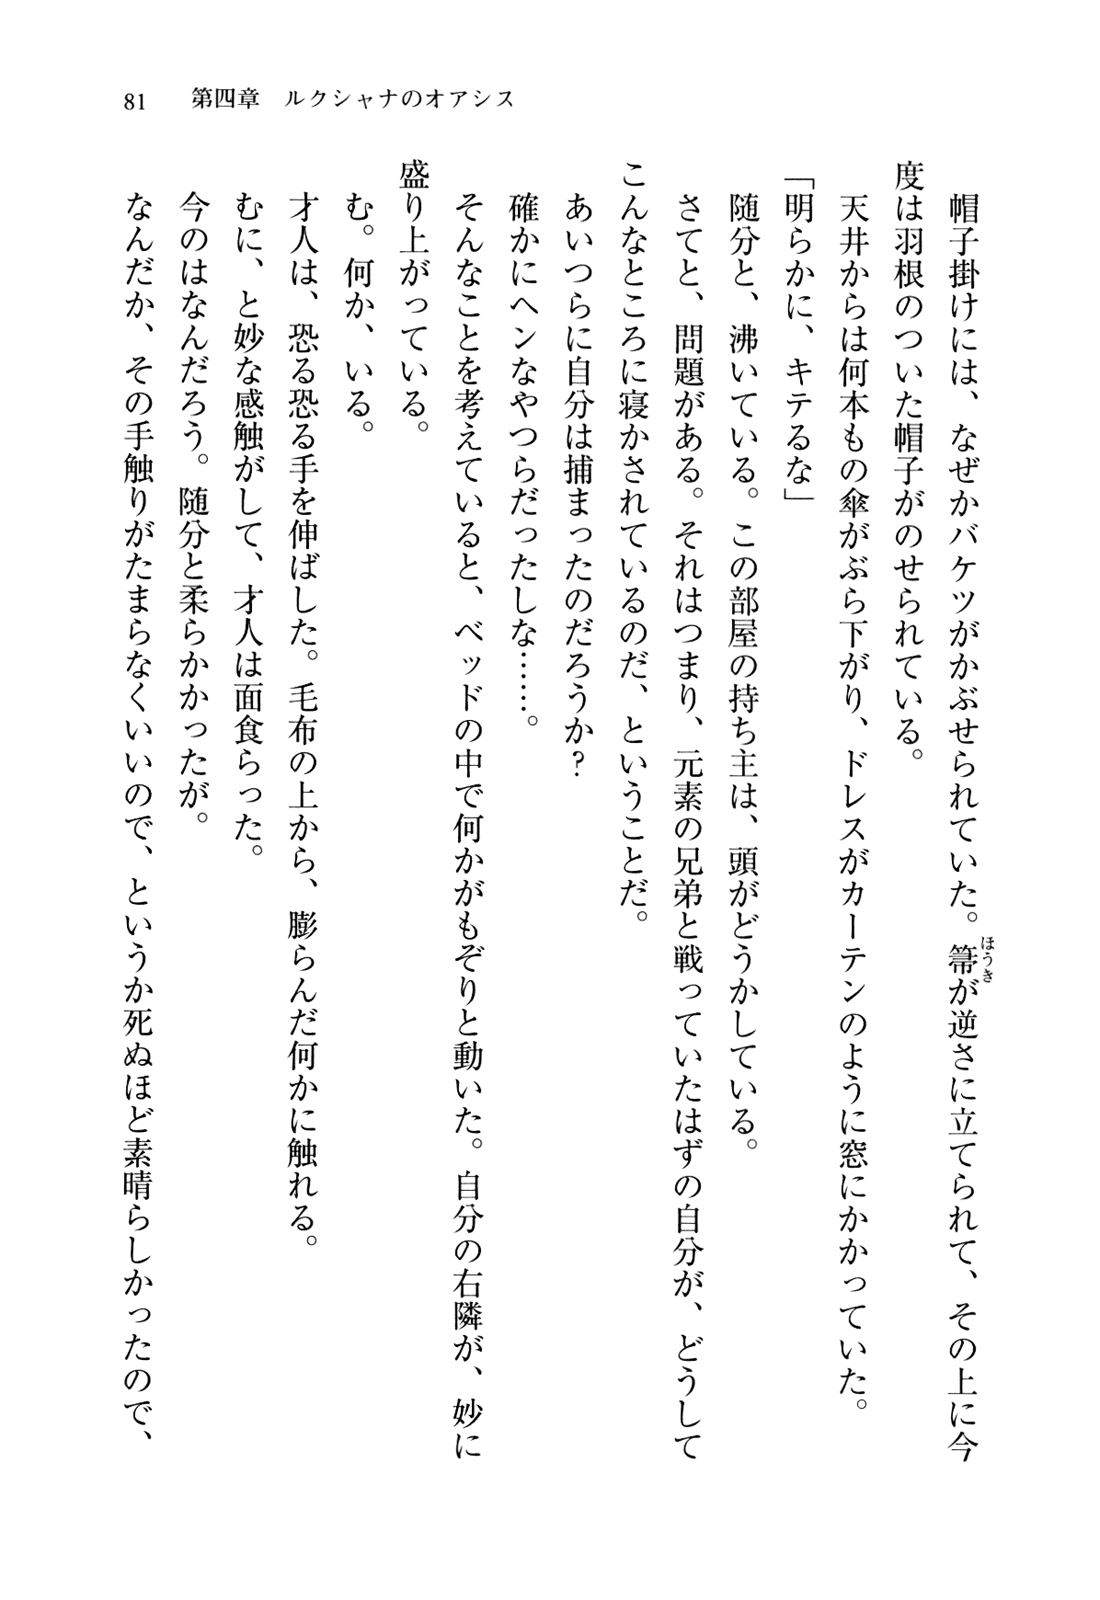 81　第四章　ルクシャナのオアシス
　帽子掛けには、なぜかバケツがかぶせられていた。箒が逆さに立てられて、その上に今
度は羽根のついた帽子がのせられている。
　天井からは何本もの傘がぶら下がり、ドレスがカーテンのように窓にかかっていた。
「明らかに、キテるな」
　随分と、沸いている。この部屋の持ち主は、頭がどうかしている。
　さてと、問題がある。それはつまり、元素の兄弟と戦っていたはずの自分が、どうして
こんなところに寝かされているのだ、ということだ。
　あいつらに自分は捕まったのだろうか?
　確かにヘンなやつらだったしな……。
　そんなことを考えていると、ベッドの中で何かがもぞりと動いた。自分の右隣が、妙に
盛り上がっている。
　む。何か、いる。
　才人は、恐る恐る手を伸ばした。毛布の上から、膨らんだ何かに触れる。
　むに、と妙な感触がして、才人は面食らった。
　今のはなんだろう。随分と柔らかかったが。
　なんだか、その手触りがたまらなくいいので、というか死ぬほど素晴らしかったので、
ほうき